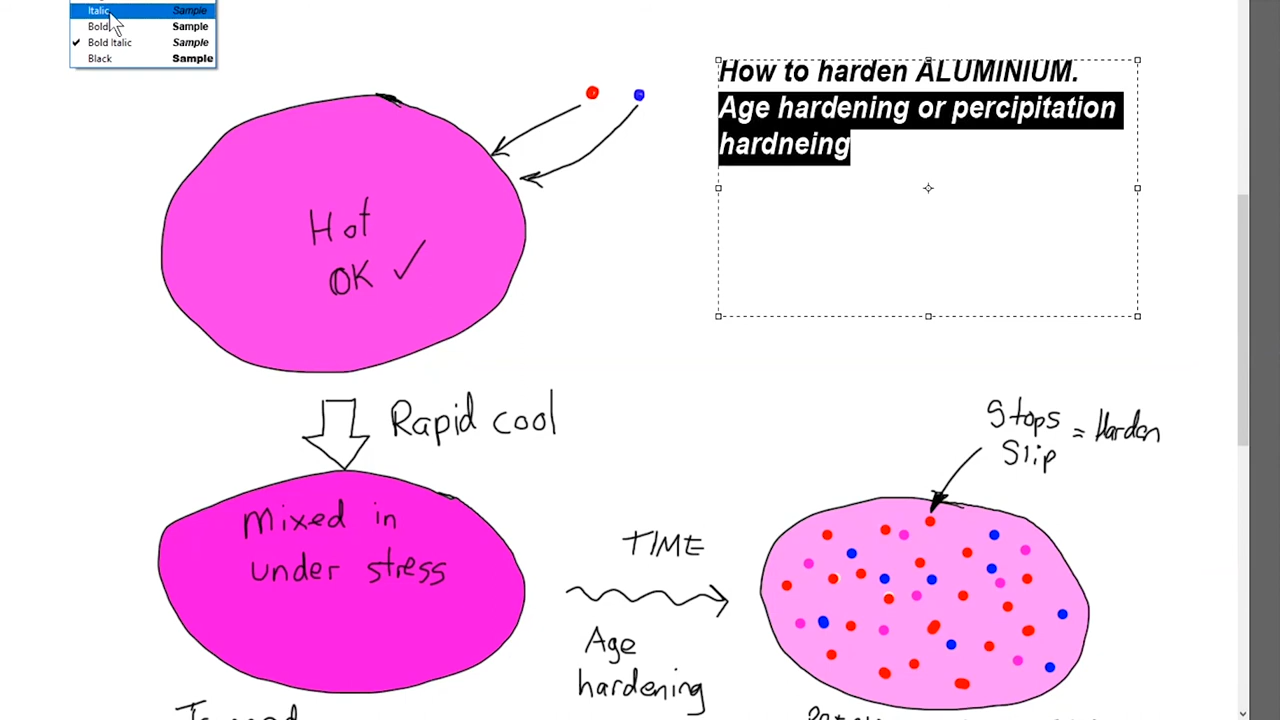 Italic Sample
Bold Sample
Bold Italic Sample
Black Sample
How to harden ALUMINIUM.
Age hardening or percipitation
hardneing
Hot
OK
Rapid cool
Stops
Slip = Harden
Mixed in
under stress
TIME
Age
hardening